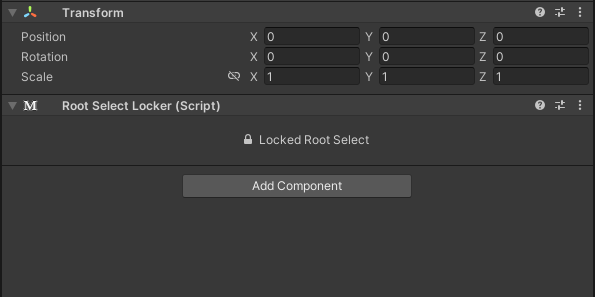 Transform
Position X 0 Y 0 Z 0
Rotation X 0 Y 0 Z 0
Scale X 1 Y 1 Z 1
M Root Select Locker (Script)
Locked Root Select
Add Component